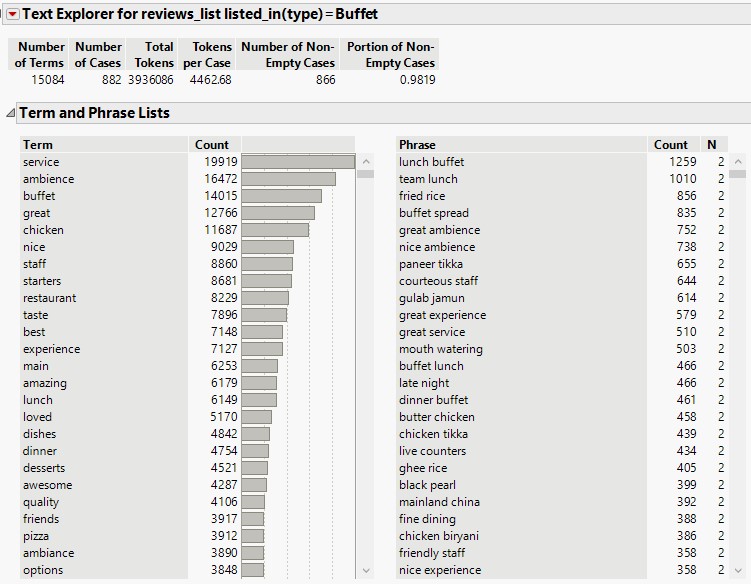 Text Explorer for reviews_list listed_in(type)=Buffet
Number of Terms Number of Cases Total Tokens Tokens per Case Number of Non-Empty Cases Portion of Non-Empty Cases
15084 882 3936086 4462.68 866 0.9819
Term and Phrase Lists
Term Count Phrase Count N
service 19919 lunch buffet 1259 2
ambience 16472 team lunch 1010 2
buffet 14015 fried rice 856 2
great 12766 buffet spread 835 2
chicken 11687 great ambience 752 2
nice 9029 nice ambience 738 2
staff 8860 paneer tikka 655 2
starters 8681 courteous staff 644 2
restaurant 8229 gulab jamun 614 2
taste 7896 great experience 579 2
best 7148 great service 510 2
experience 7127 mouth watering 503 2
main 6253 buffet lunch 466 2
amazing 6179 late night 466 2
lunch 6149 dinner buffet 461 2
loved 5170 butter chicken 458 2
dishes 4842 chicken tikka 439 2
dinner 4754 live counters 434 2
desserts 4521 ghee rice 405 2
awesome 4287 black pearl 399 2
quality 4106 mainland china 392 2
friends 3917 fine dining 388 2
pizza 3912 chicken biryani 386 2
ambiance 3890 friendly staff 358 2
options 3848 nice experience 358 2